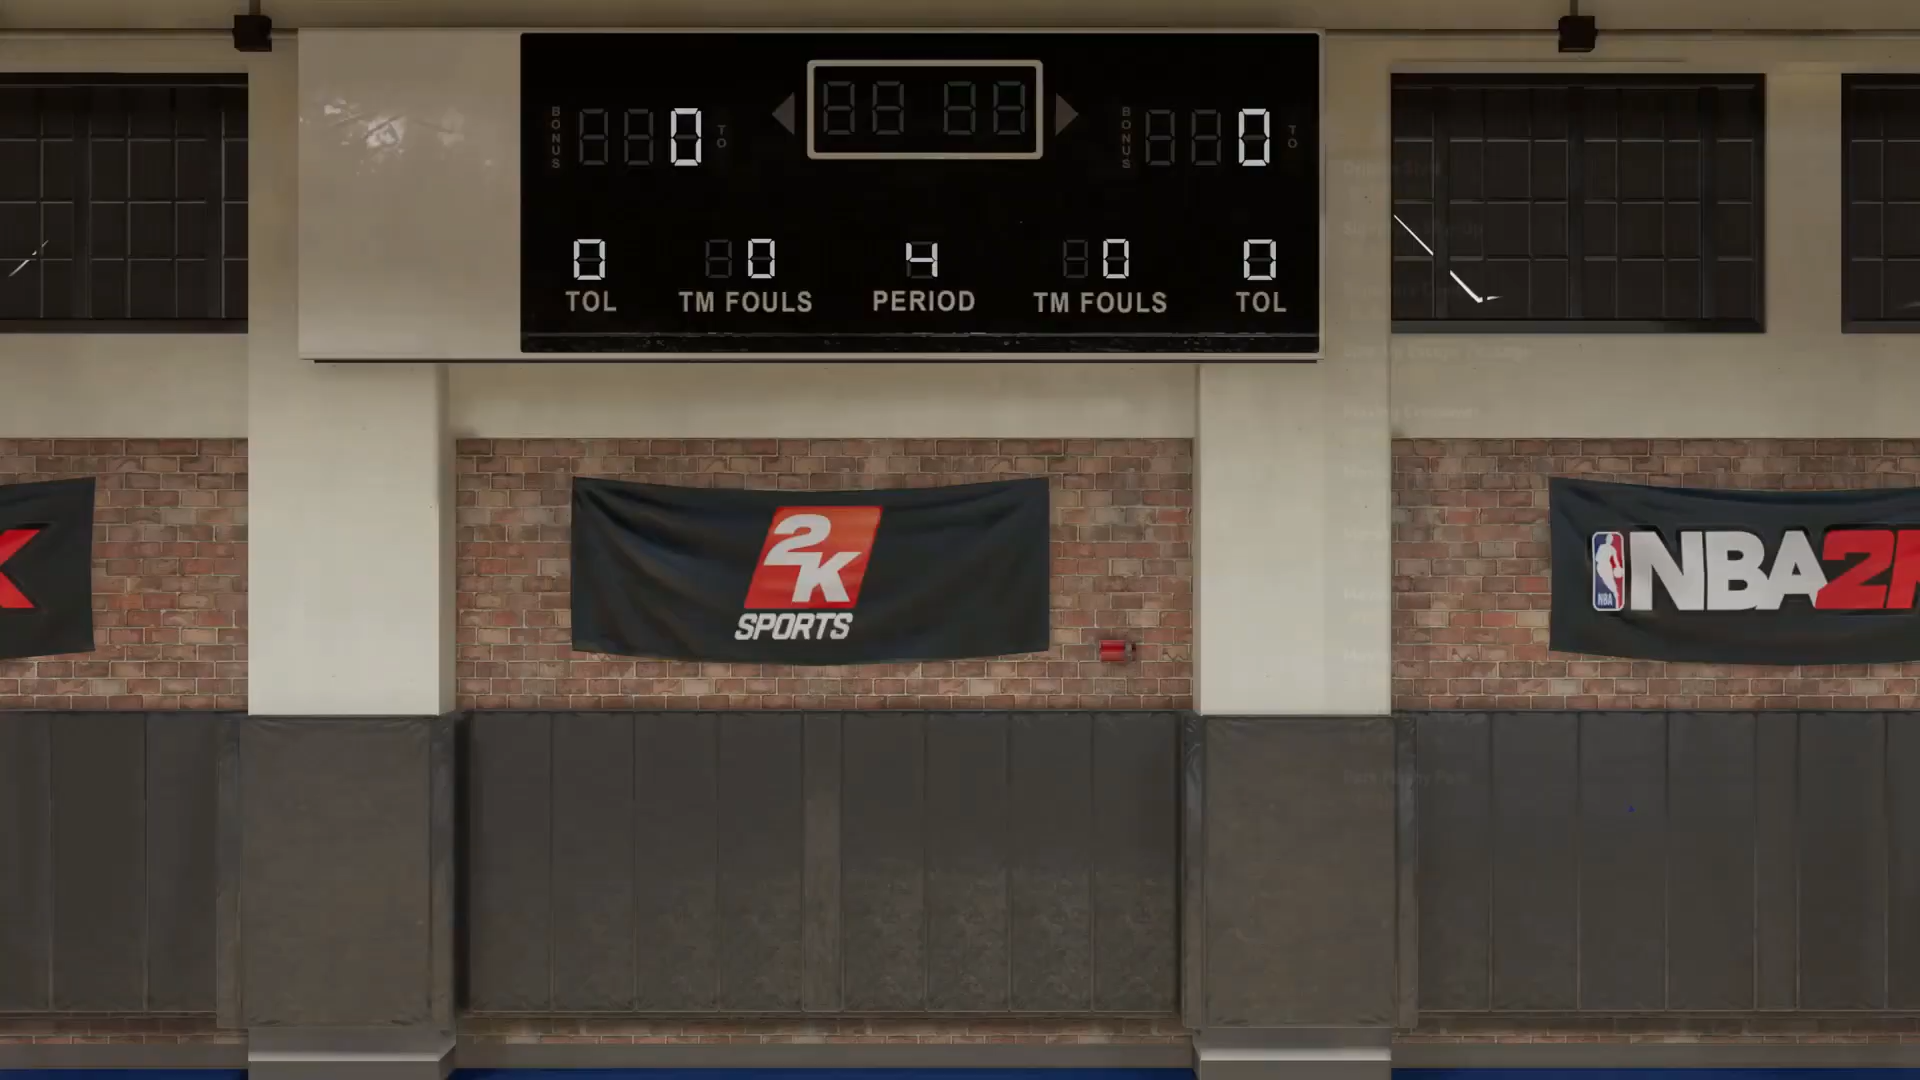 BONUS 0 TO
BONUS 0 TO
0 0 4 0 0
TOL TM FOULS PERIOD TM FOULS TOL
2K
SPORTS
K
NBA2K
NBA